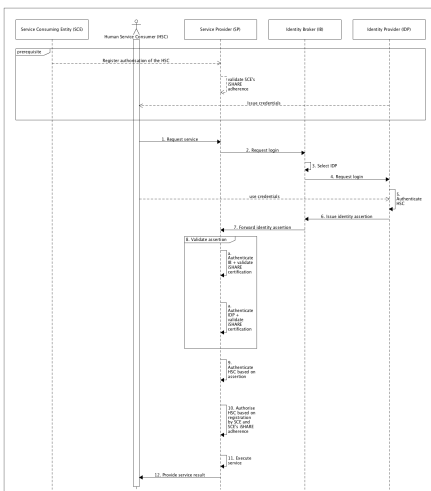 Service Consuming Entity (SCE)
Human Service Consumer (HSC)
Service Provider (SP)
Identity Broker (IB)
Identity Provider (IDP)
prerequisite
Register authorisation of the HSC
validate SCE's
iSHARE
adherence
Issue credentials
1. Request service
2. Request login
3. Select IDP
4. Request login
use credentials
5.
Authenticate
HSC
6. Issue identity assertion
7. Forward identity assertion
8. Validate assertion
a.
Authenticate
IB + validate
iSHARE
certification
a.
Authenticate
IDP +
validate
iSHARE
certification
9.
Authenticate
HSC based on
assertion
10. Authorise
HSC based on
registration
by SCE and
SCE's iSHARE
adherence
11. Execute
service
12. Provide service result